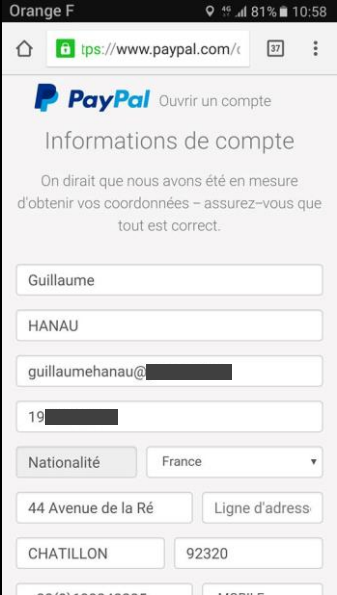 Orange F 4G 81% 10:58
tps://www.paypal.com/ 37
PayPal Ouvrir un compte
Informations de compte
On dirait que nous avons été en mesure
d'obtenir vos coordonnées – assurez-vous que
tout est correct.
Guillaume
HANAU
guillaumehanau@
19
Nationalité France
44 Avenue de la Ré Ligne d'adress
CHATILLON 92320